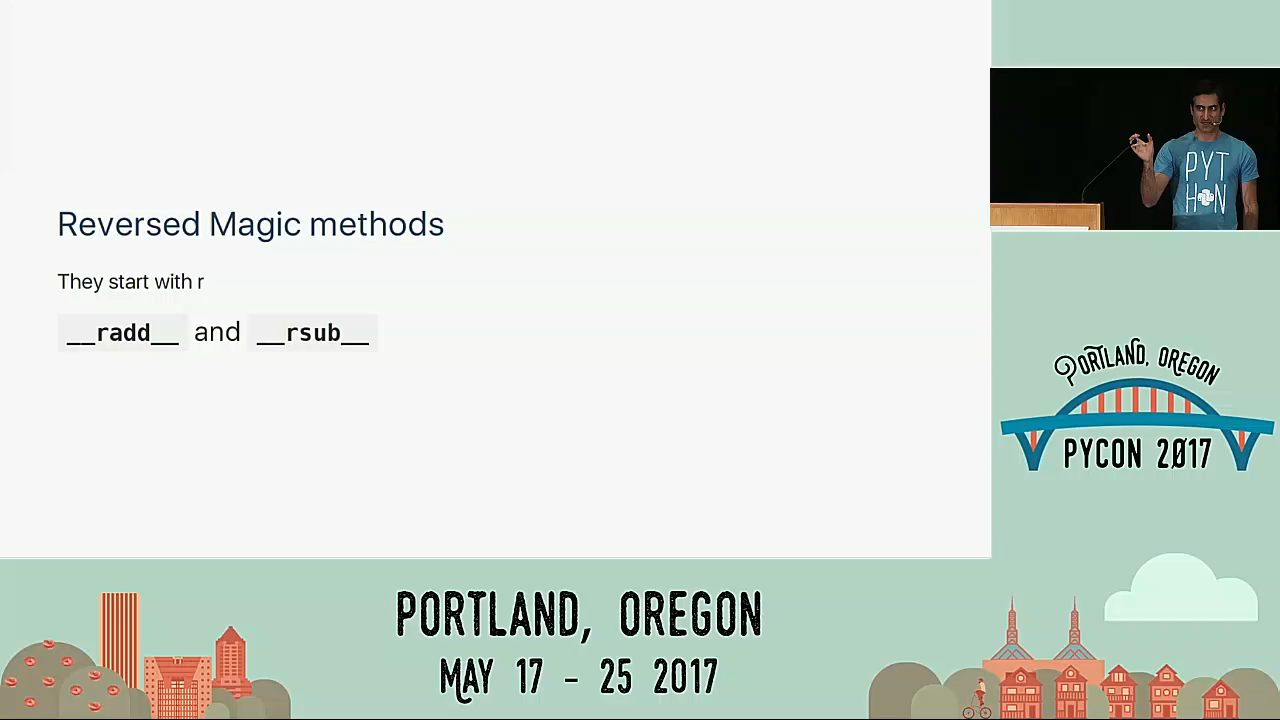 Reversed Magic methods
They start with r
__radd__ and __rsub__
PYT
HON
PORTLAND, OREGON
PYCON 2017
PORTLAND, OREGON
MAY 17 - 25 2017